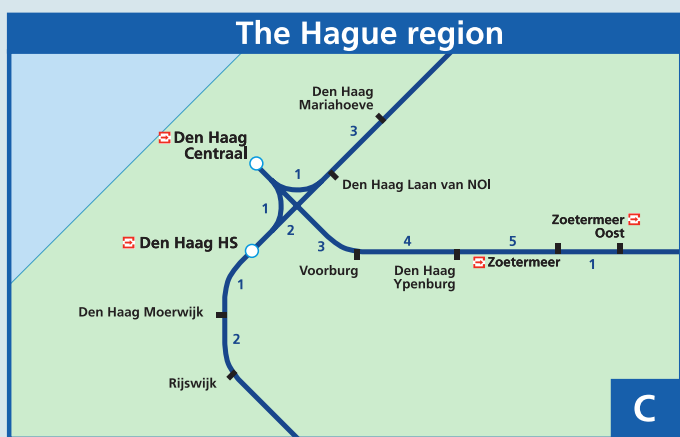 The Hague region
Den Haag
Mariahoeve
3
Den Haag
Centraal
1
Den Haag Laan van NOI
1
Zoetermeer
Oost
2
Den Haag HS
3
4
5
Voorburg
Den Haag
Ypenburg
Zoetermeer
1
1
Den Haag Moerwijk
2
Rijswijk
C